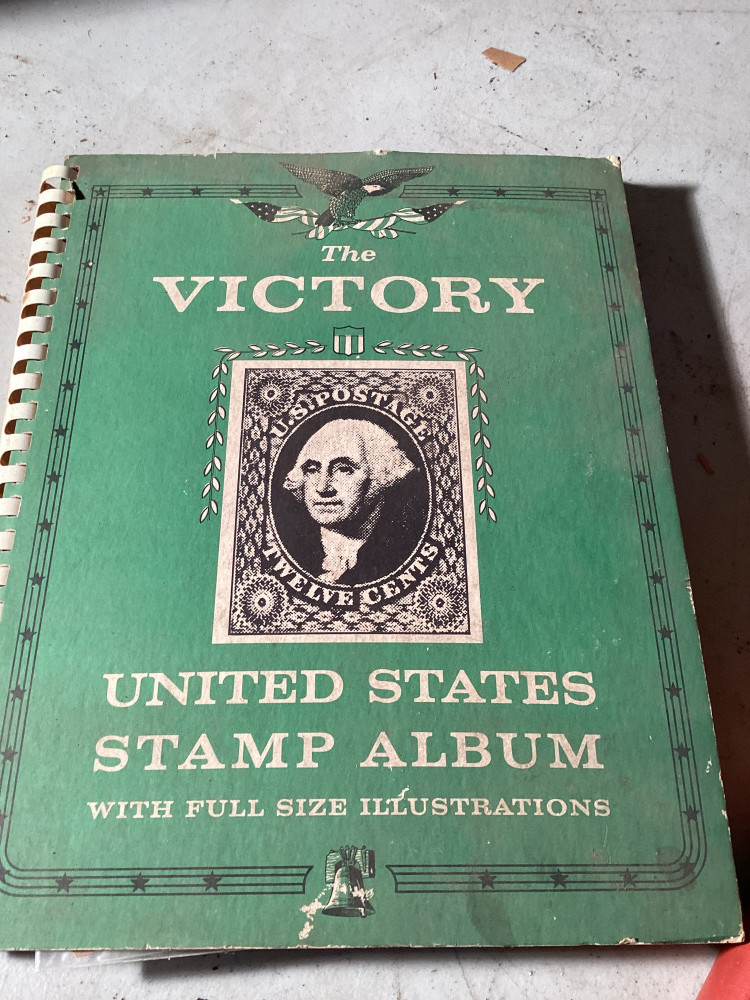 The
VICTORY
U.S. POSTAGE
TWELVE CENTS
UNITED STATES
STAMP ALBUM
WITH FULL SIZE ILLUSTRATIONS